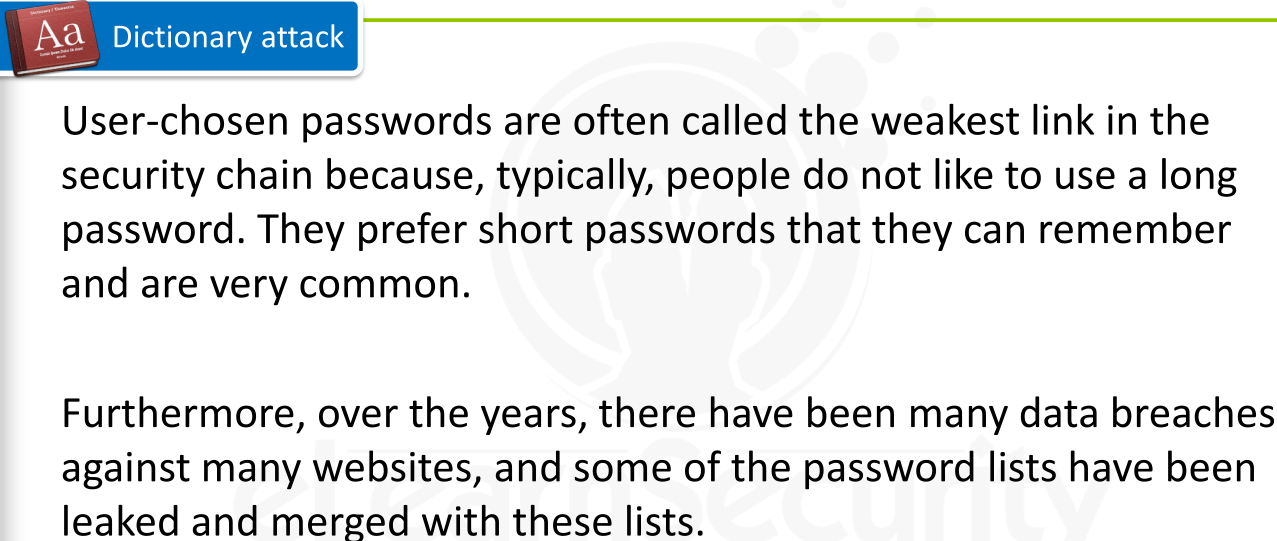 Aa
Dictionary attack
User-chosen passwords are often called the weakest link in the
security chain because, typically, people do not like to use a long
password. They prefer short passwords that they can remember
and are very common.
Furthermore, over the years, there have been many data breaches
against many websites, and some of the password lists have been
leaked and merged with these lists.
eLearnSecurity